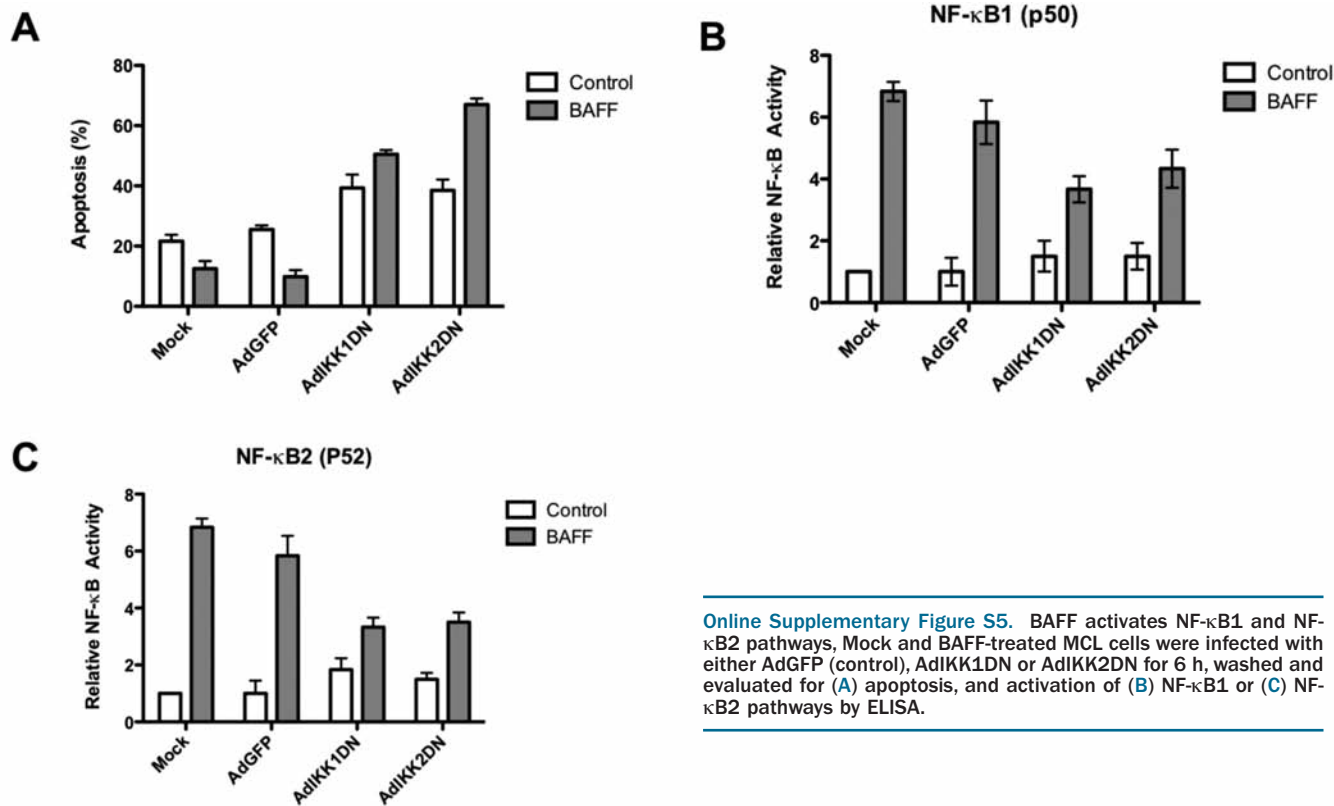 A
Apoptosis (%)
80
60
40
20
0
Mock
AdGFP
AdIKK1DN
AdIKK2DN
Control
BAFF
B
NF-κB1 (p50)
Relative NF-κB Activity
8
6
4
2
0
Mock
AdGFP
AdIKK1DN
AdIKK2DN
Control
BAFF
C
NF-κB2 (P52)
Relative NF-κB Activity
8
6
4
2
0
Mock
AdGFP
AdIKK1DN
AdIKK2DN
Control
BAFF
Online Supplementary Figure S5. BAFF activates NF-κB1 and NF-
κB2 pathways, Mock and BAFF-treated MCL cells were infected with
either AdGFP (control), AdIKK1DN or AdIKK2DN for 6 h, washed and
evaluated for (A) apoptosis, and activation of (B) NF-κB1 or (C) NF-
κB2 pathways by ELISA.